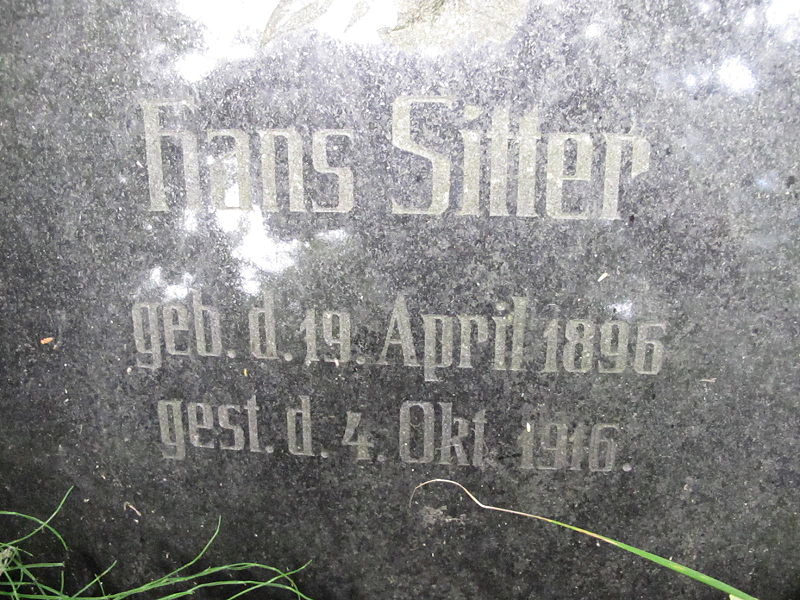 Hans Sitter
geb. d. 19. April 1896
gest. d. 4. Okt. 1916.